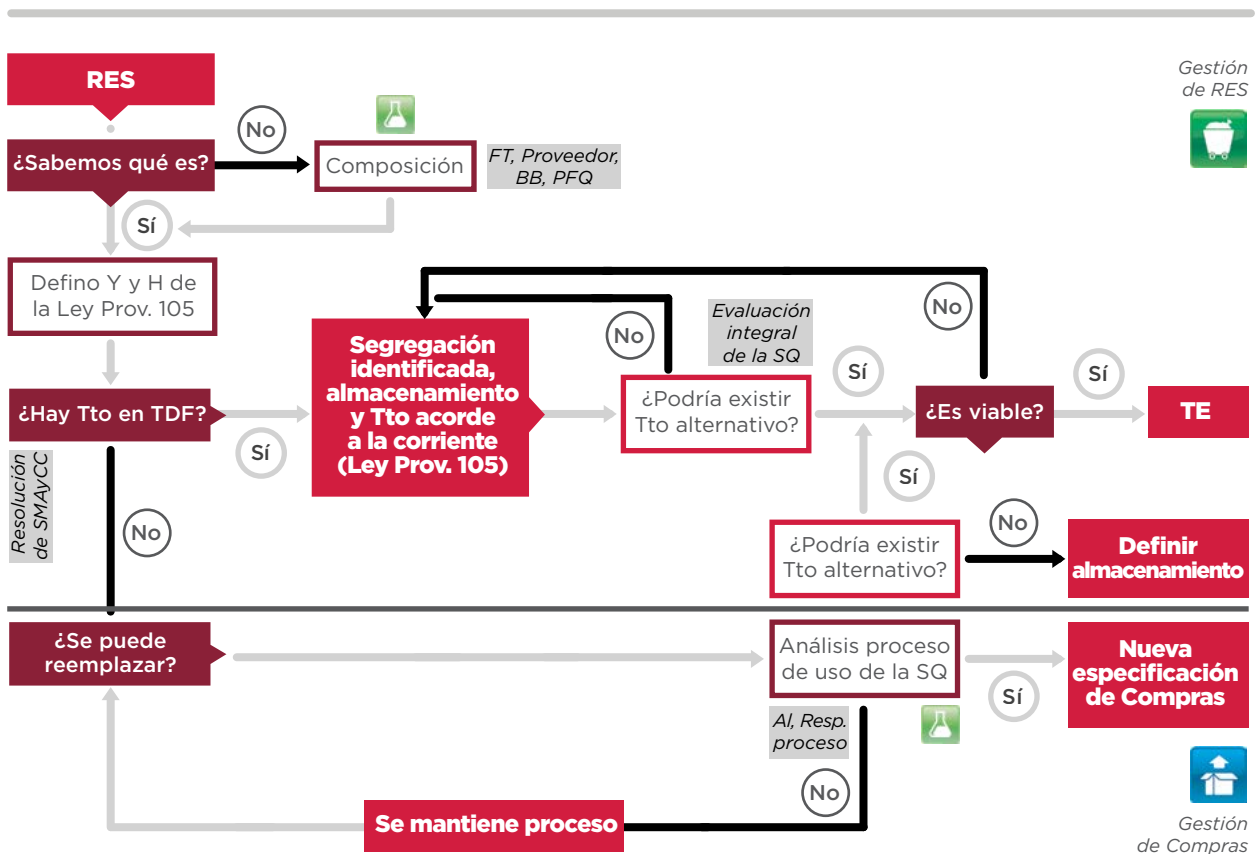 RES
Gestión
de RES
No
¿Sabemos qué es?
Composición
FT, Proveedor,
BB, PFQ
Sí
Defino Y y H de
la Ley Prov. 105
No
No
Evaluación
integral
de la SQ
Segregación
identificada,
almacenamiento
y Tto acorde
a la corriente
(Ley Prov. 105)
Sí
Sí
¿Hay Tto en TDF?
Sí
¿Podría existir
Tto alternativo?
¿Es viable?
TE
Resolución
de SMAyCC
No
Sí
No
¿Podría existir
Tto alternativo?
Definir
almacenamiento
¿Se puede
reemplazar?
Análisis proceso
de uso de la SQ
Sí
Nueva
especificación
de Compras
AI, Resp.
proceso
No
Se mantiene proceso
Gestión
de Compras